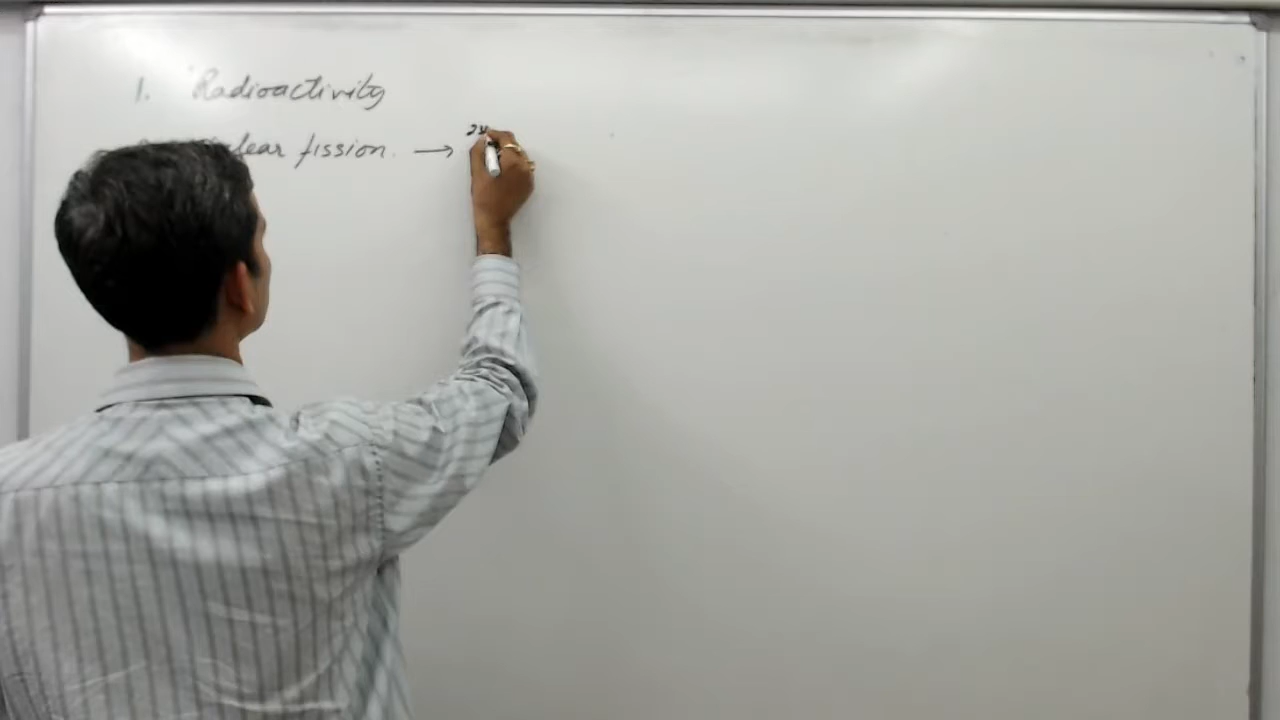 1. Radioactivity
fission. →